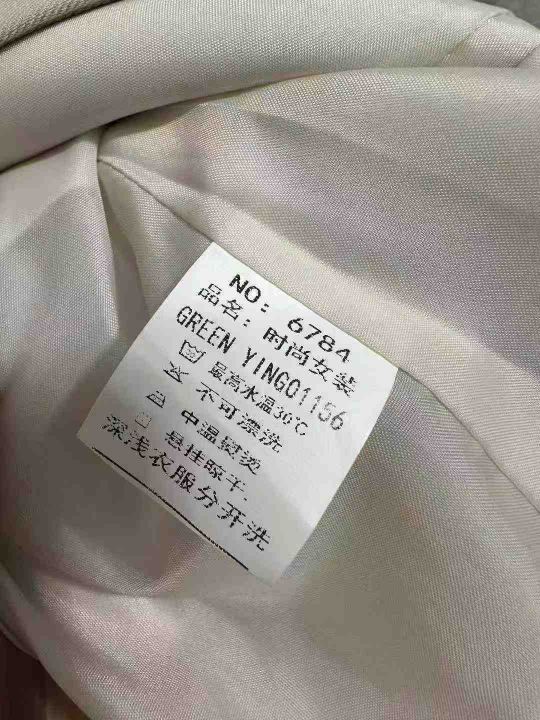 NO: 6784
品名: 时尚女装
GREEN YINGO1156
最高水温30℃
不可漂洗
中温熨烫
悬挂晾干
深浅衣服分开洗